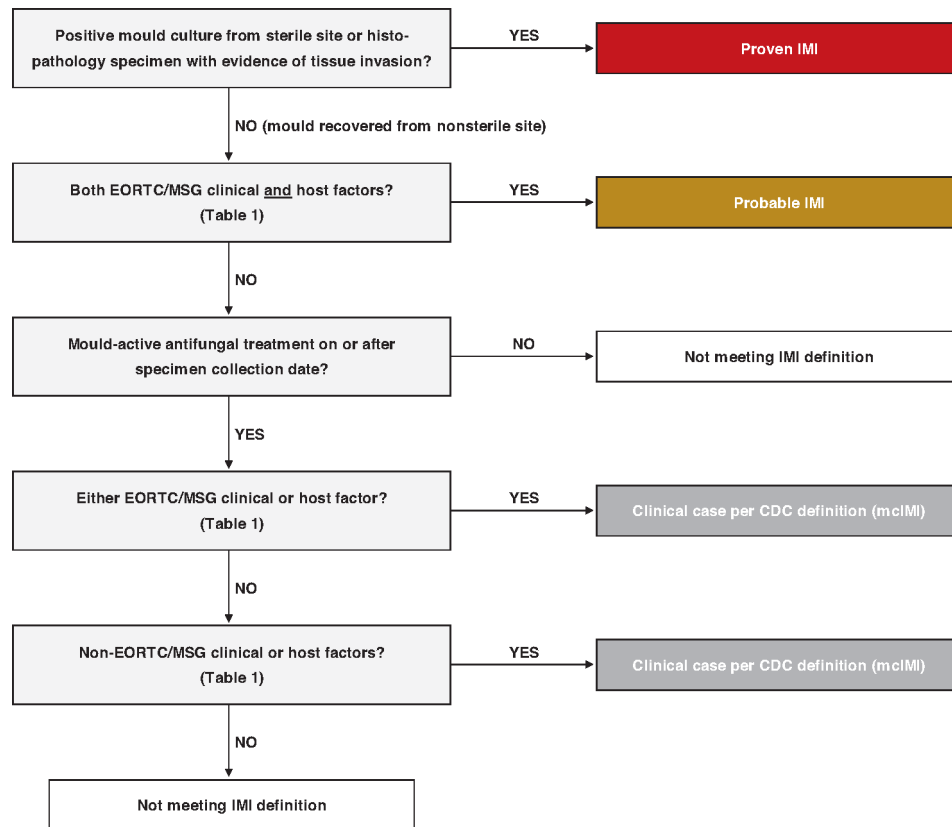 Positive mould culture from sterile site or histo-
pathology specimen with evidence of tissue invasion?
YES
Proven IMI
NO (mould recovered from nonsterile site)
Both EORTC/MSG clinical and host factors?
(Table 1)
YES
Probable IMI
NO
Mould-active antifungal treatment on or after
specimen collection date?
NO
Not meeting IMI definition
YES
Either EORTC/MSG clinical or host factor?
(Table 1)
YES
Clinical case per CDC definition (mcIMI)
NO
Non-EORTC/MSG clinical or host factors?
(Table 1)
YES
Clinical case per CDC definition (mcIMI)
NO
Not meeting IMI definition